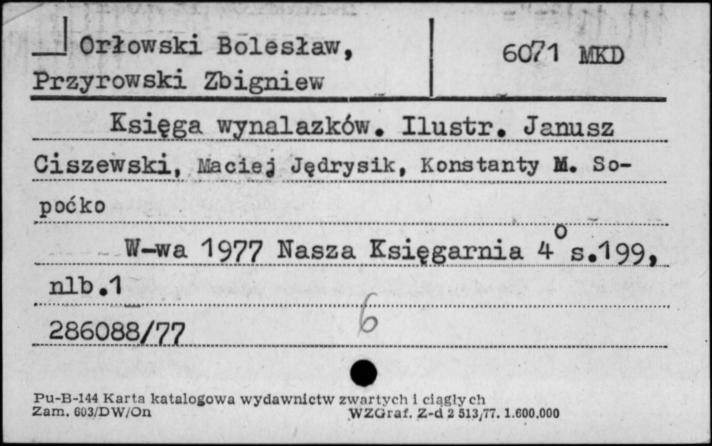 Orłowski Bolesław,
Przyrowski Zbigniew
6071 MKD
Księga wynalazków. Ilustr. Janusz
Ciszewski, Maciej Jędrysik, Konstanty M. So-
poćko
W-wa 1977 Nasza Księgarnia 4° s.199,
nlb.1
286088/77
6
Pu-B-144 Karta katalogowa wydawnictw zwartych i ciągłych
Zam. 603/DW/On WZGraf. Z-d 2 513/77. 1.600.000